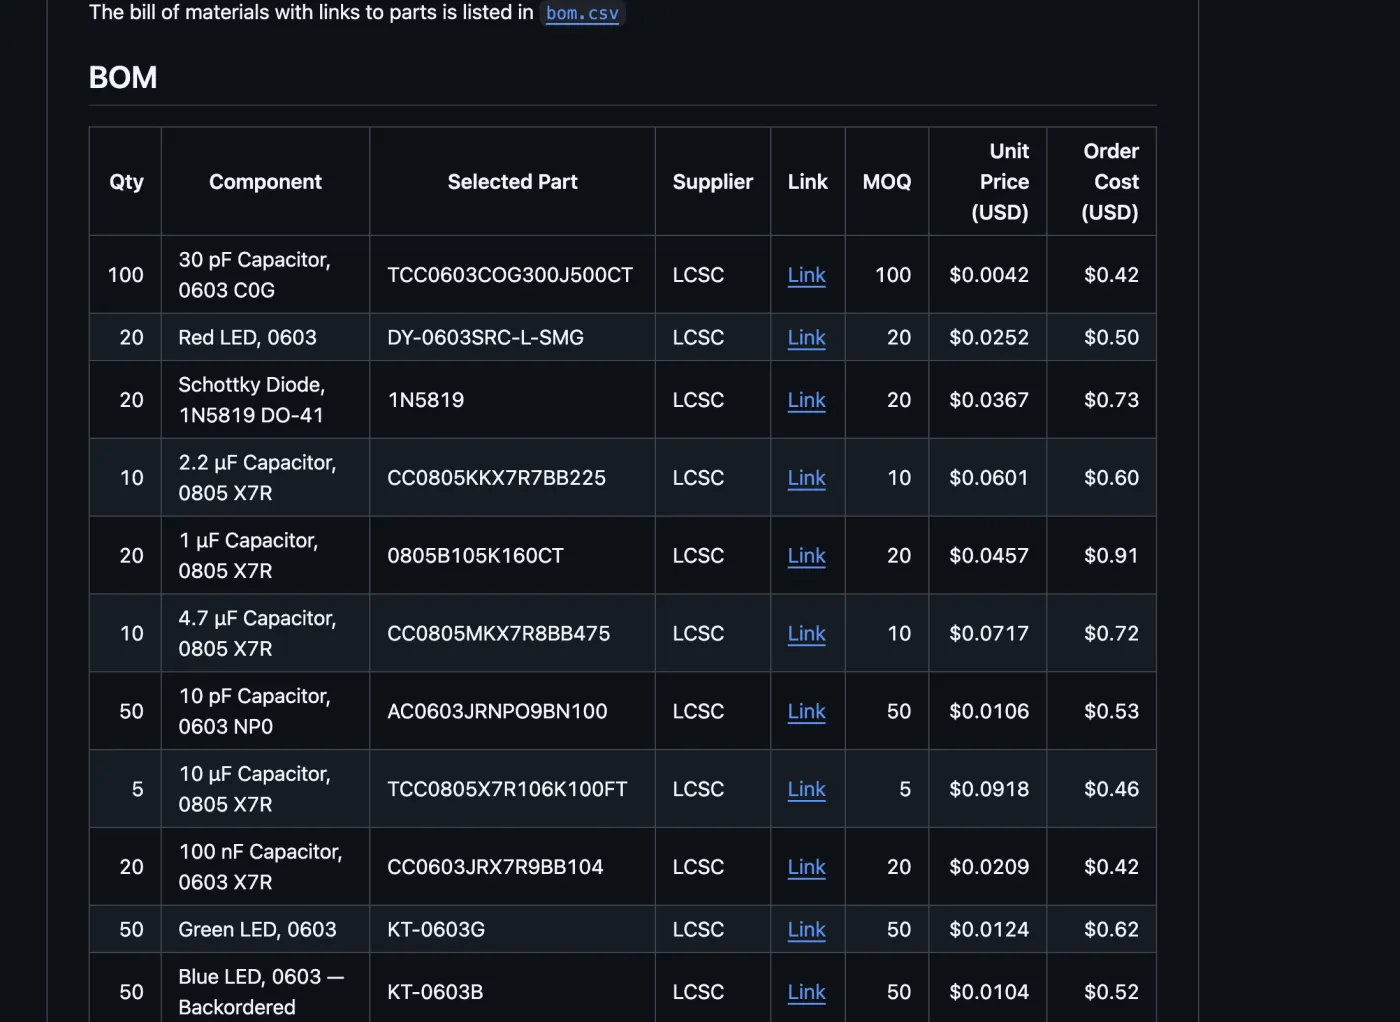 The bill of materials with links to parts is listed in bom.csv
BOM
Qty Component Selected Part Supplier Link MOQ Unit Price (USD) Order Cost (USD)
100 30 pF Capacitor, 0603 C0G TCC0603COG300J500CT LCSC Link 100 $0.0042 $0.42
20 Red LED, 0603 DY-0603SRC-L-SMG LCSC Link 20 $0.0252 $0.50
20 Schottky Diode, 1N5819 DO-41 1N5819 LCSC Link 20 $0.0367 $0.73
10 2.2 µF Capacitor, 0805 X7R CC0805KKX7R7BB225 LCSC Link 10 $0.0601 $0.60
20 1 µF Capacitor, 0805 X7R 0805B105K160CT LCSC Link 20 $0.0457 $0.91
10 4.7 µF Capacitor, 0805 X7R CC0805MKX7R8BB475 LCSC Link 10 $0.0717 $0.72
50 10 pF Capacitor, 0603 NP0 AC0603JRNPO9BN100 LCSC Link 50 $0.0106 $0.53
5 10 µF Capacitor, 0805 X7R TCC0805X7R106K100FT LCSC Link 5 $0.0918 $0.46
20 100 nF Capacitor, 0603 X7R CC0603JRX7R9BB104 LCSC Link 20 $0.0209 $0.42
50 Green LED, 0603 KT-0603G LCSC Link 50 $0.0124 $0.62
50 Blue LED, 0603 — Backordered KT-0603B LCSC Link 50 $0.0104 $0.52